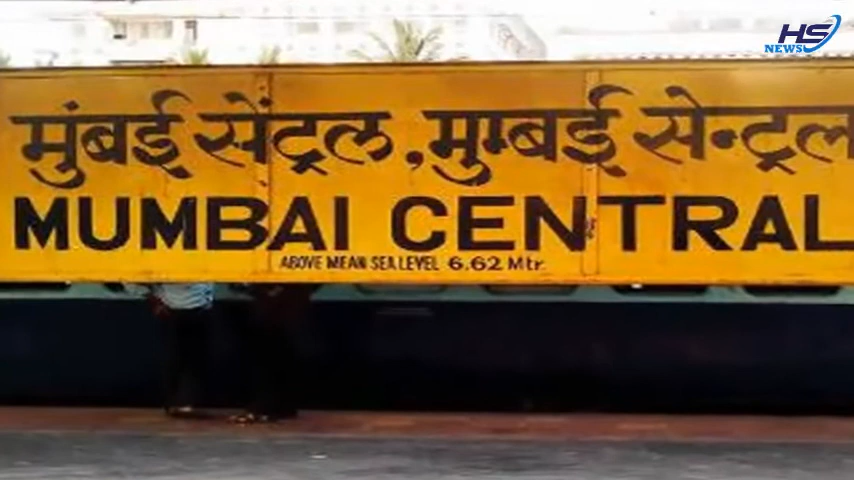 HS
NEWS
मुंबई सेंट्रल, मुम्बई सेन्ट्रल
MUMBAI CENTRAL
ABOVE MEAN SEA LEVEL 6.62 Mtr.